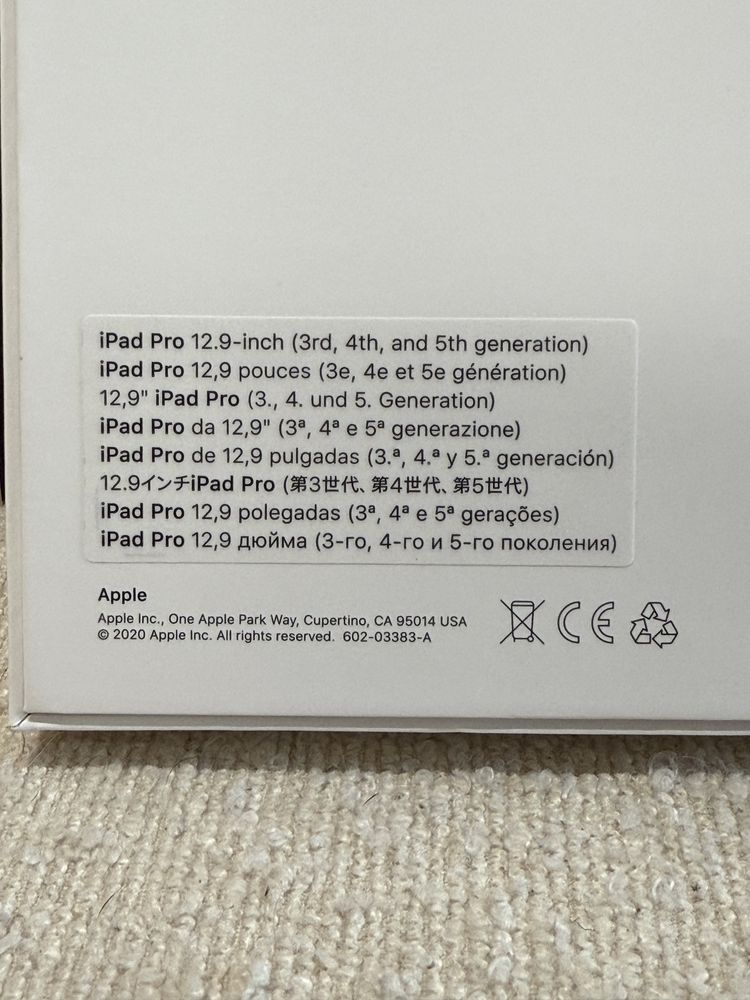 iPad Pro 12.9-inch (3rd, 4th, and 5th generation)
iPad Pro 12,9 pouces (3e, 4e et 5e génération)
12,9" iPad Pro (3., 4. und 5. Generation)
iPad Pro da 12,9" (3ª, 4ª e 5ª generazione)
iPad Pro de 12,9 pulgadas (3.ª, 4.ª y 5.ª generación)
12.9インチiPad Pro (第3世代、第4世代、第5世代)
iPad Pro 12,9 polegadas (3ª, 4ª e 5ª gerações)
iPad Pro 12,9 дюйма (3-го, 4-го и 5-го поколения)
Apple
Apple Inc., One Apple Park Way, Cupertino, CA 95014 USA
© 2020 Apple Inc. All rights reserved. 602-03383-A
CE